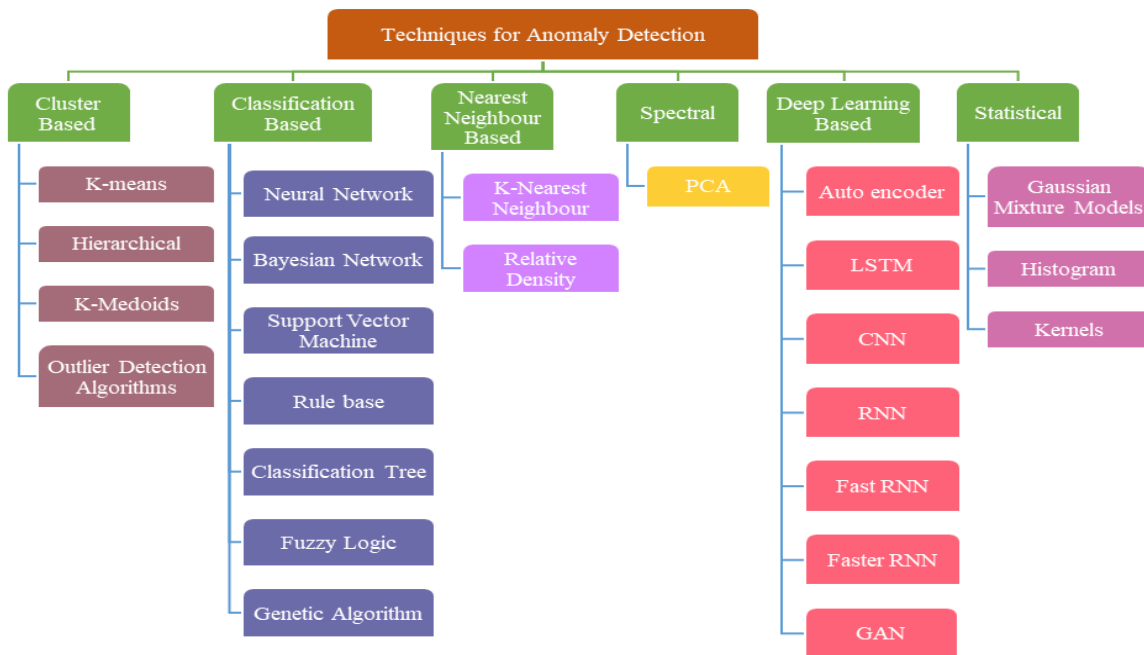 Techniques for Anomaly Detection
Cluster
Based
K-means
Hierarchical
K-Medoids
Outlier Detection
Algorithms
Classification
Based
Neural Network
Bayesian Network
Support Vector
Machine
Rule base
Classification Tree
Fuzzy Logic
Genetic Algorithm
Nearest
Neighbour
Based
K-Nearest
Neighbour
Relative
Density
Spectral
PCA
Deep Learning
Based
Auto encoder
LSTM
CNN
RNN
Fast RNN
Faster RNN
GAN
Statistical
Gaussian
Mixture Models
Histogram
Kernels